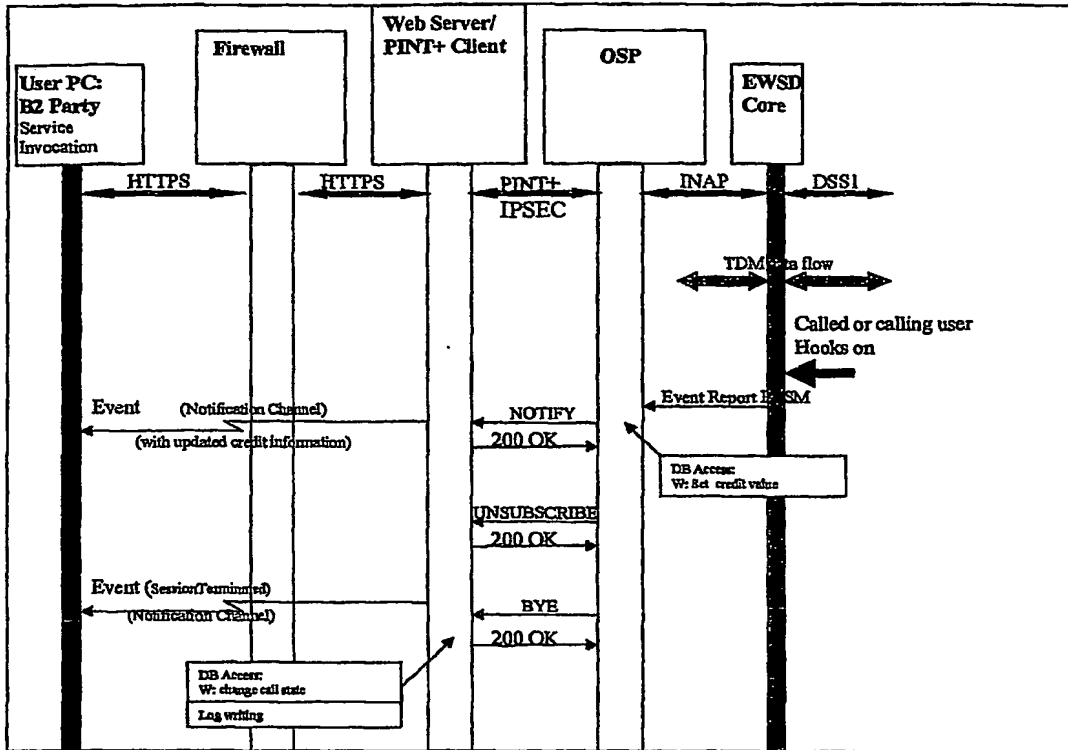 User PC:
B2 Party
Service
Invocation
Firewall
Web Server/
PINT+ Client
OSP
EWSD
Core
HTTPS
HTTPS
PINT+
IPSEC
INAP
DSS1
TDM
flow
Called or calling user
Hooks on
Event Report
Event
(Notification Channel)
(with updated credit information)
NOTIFY
200 OK
DB Access:
W: Set credit value
UNSUBSCRIBE
200 OK
Event (SessionTerminated)
(Notification Channel)
BYE
200 OK
DB Access:
W: change call state
Log writing